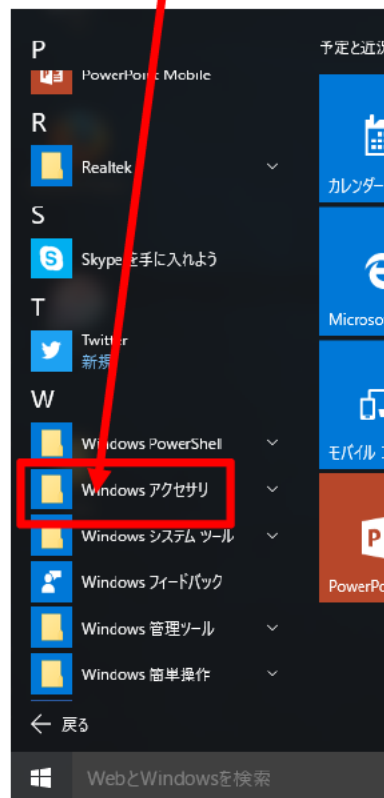 P
予定と近況
PowerPoint Mobile
R
Realtek
カレンダー
S
Skype を手に入れよう
T
Microso
Twitter
新規
W
モバイル
Windows PowerShell
Windows アクセサリ
Windows システム ツール
Windows フィードバック
PowerPo
Windows 管理ツール
Windows 簡単操作
戻る
WebとWindowsを検索